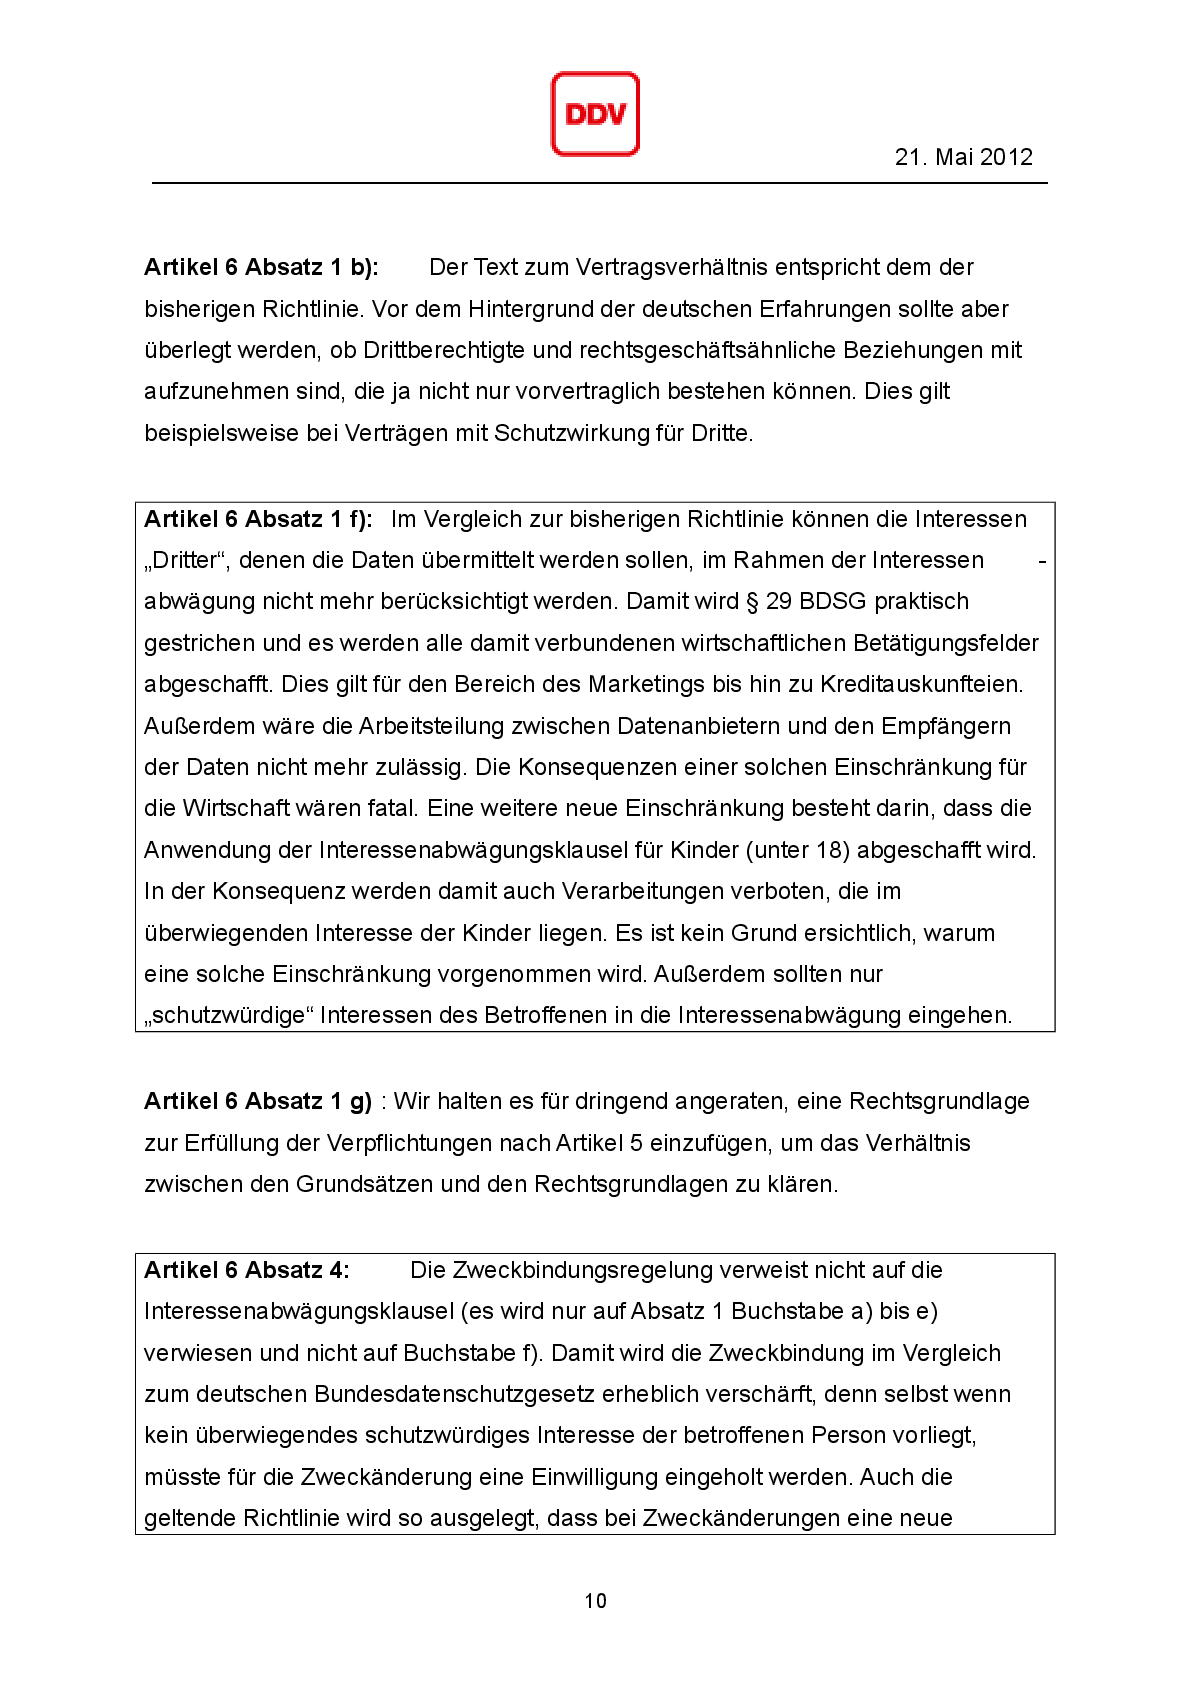 DDV
21. Mai 2012
Artikel 6 Absatz 1 b): Der Text zum Vertragsverhältnis entspricht dem der
bisherigen Richtlinie. Vor dem Hintergrund der deutschen Erfahrungen sollte aber
überlegt werden, ob Drittberechtigte und rechtsgeschäftsähnliche Beziehungen mit
aufzunehmen sind, die ja nicht nur vorvertraglich bestehen können. Dies gilt
beispielsweise bei Verträgen mit Schutzwirkung für Dritte.
Artikel 6 Absatz 1 f): Im Vergleich zur bisherigen Richtlinie können die Interessen
„Dritter“, denen die Daten übermittelt werden sollen, im Rahmen der Interessen -
abwägung nicht mehr berücksichtigt werden. Damit wird § 29 BDSG praktisch
gestrichen und es werden alle damit verbundenen wirtschaftlichen Betätigungsfelder
abgeschafft. Dies gilt für den Bereich des Marketings bis hin zu Kreditauskunfteien.
Außerdem wäre die Arbeitsteilung zwischen Datenanbietern und den Empfängern
der Daten nicht mehr zulässig. Die Konsequenzen einer solchen Einschränkung für
die Wirtschaft wären fatal. Eine weitere neue Einschränkung besteht darin, dass die
Anwendung der Interessenabwägungsklausel für Kinder (unter 18) abgeschafft wird.
In der Konsequenz werden damit auch Verarbeitungen verboten, die im
überwiegenden Interesse der Kinder liegen. Es ist kein Grund ersichtlich, warum
eine solche Einschränkung vorgenommen wird. Außerdem sollten nur
„schutzwürdige“ Interessen des Betroffenen in die Interessenabwägung eingehen.
Artikel 6 Absatz 1 g) : Wir halten es für dringend angeraten, eine Rechtsgrundlage
zur Erfüllung der Verpflichtungen nach Artikel 5 einzufügen, um das Verhältnis
zwischen den Grundsätzen und den Rechtsgrundlagen zu klären.
Artikel 6 Absatz 4: Die Zweckbindungsregelung verweist nicht auf die
Interessenabwägungsklausel (es wird nur auf Absatz 1 Buchstabe a) bis e)
verwiesen und nicht auf Buchstabe f). Damit wird die Zweckbindung im Vergleich
zum deutschen Bundesdatenschutzgesetz erheblich verschärft, denn selbst wenn
kein überwiegendes schutzwürdiges Interesse der betroffenen Person vorliegt,
müsste für die Zweckänderung eine Einwilligung eingeholt werden. Auch die
geltende Richtlinie wird so ausgelegt, dass bei Zweckänderungen eine neue
10